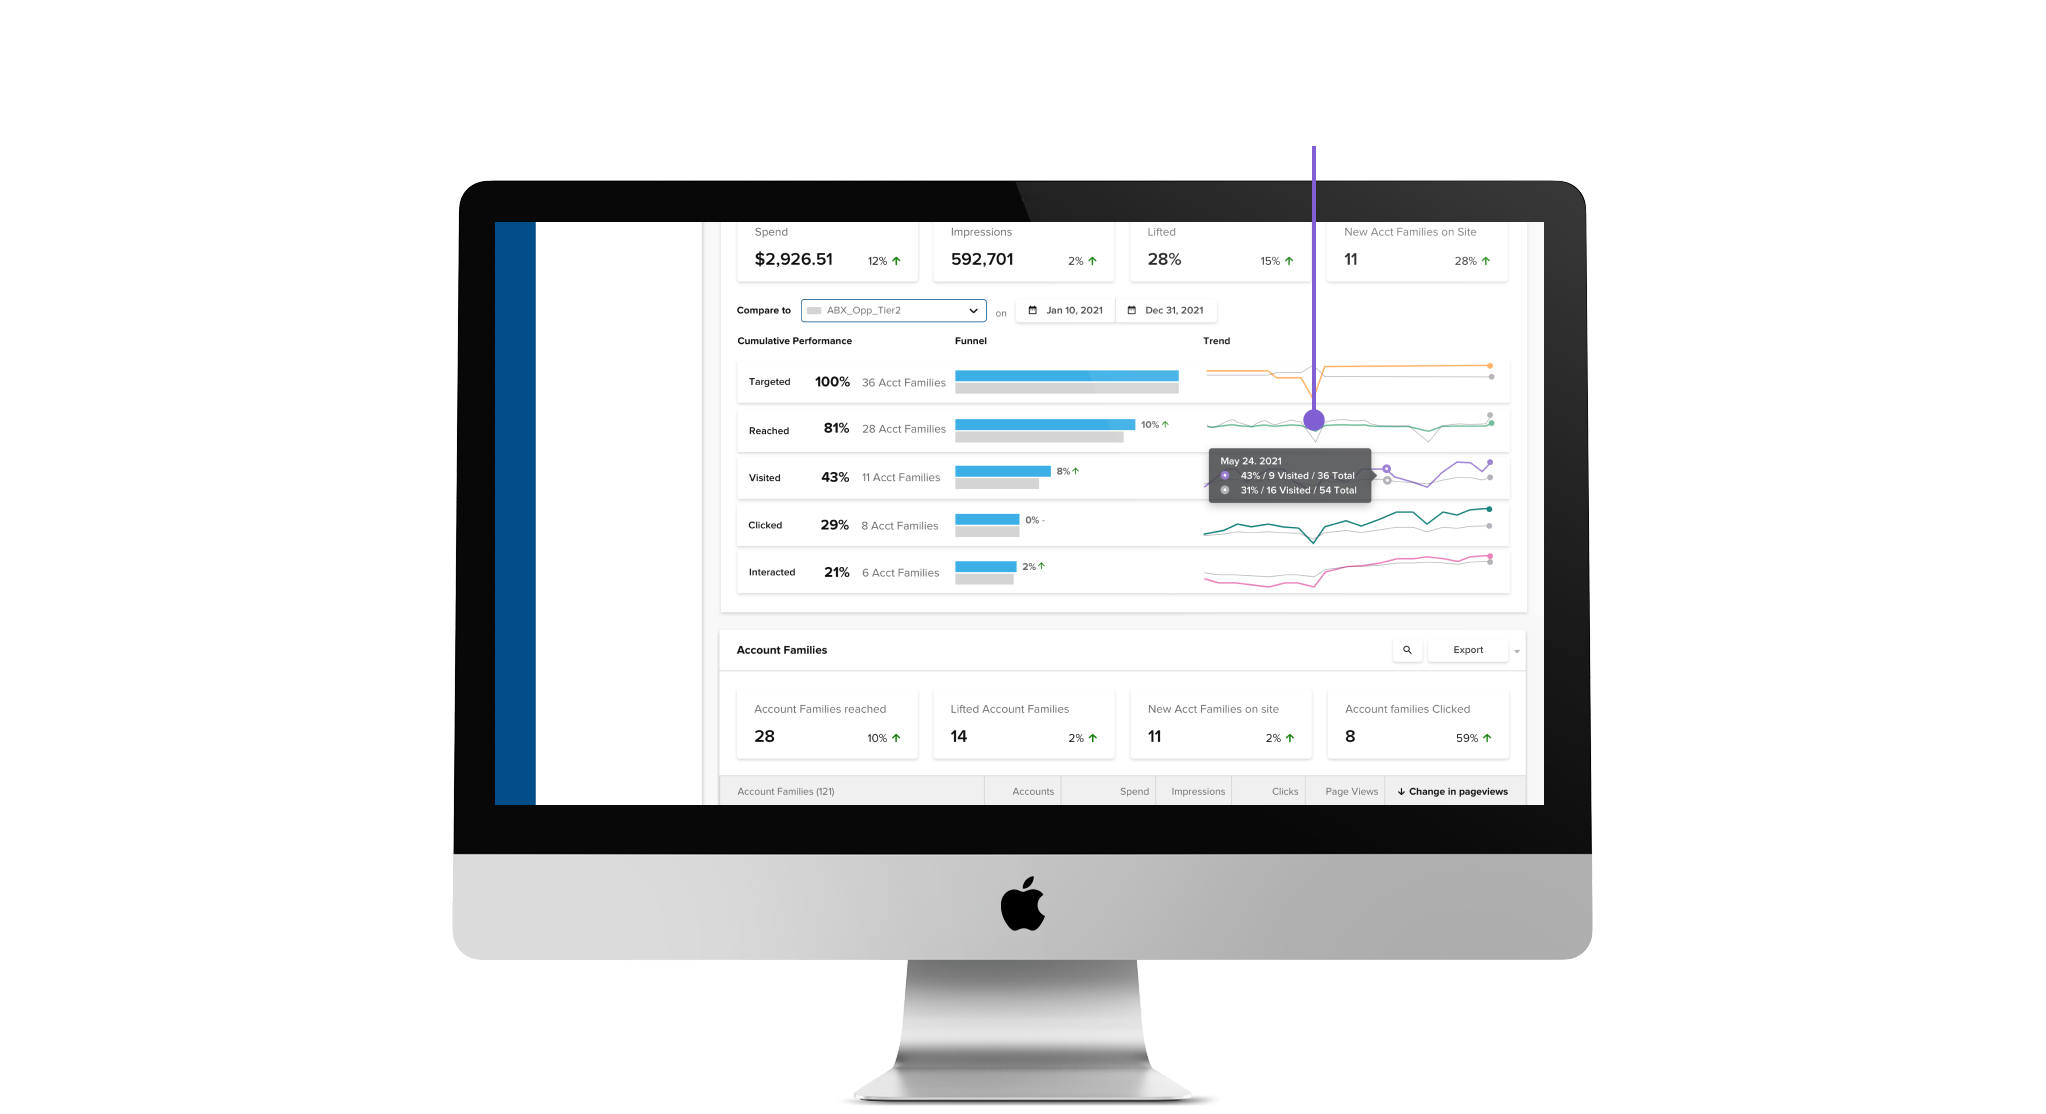 Spend Impressions Lifted New Acct Families on Site
$2,926.51 12% ↑ 592,701 2% ↑ 28% 15% ↑ 11 28% ↑
Compare to ABX_Opp_Tier2 on Jan 10, 2021 Dec 31, 2021
Cumulative Performance Funnel Trend
Targeted 100% 36 Acct Families
Reached 81% 28 Acct Families 10% ↑
May 24. 2021
Visited 43% 11 Acct Families 8% ↑ 43% / 9 Visited / 36 Total
31% / 16 Visited / 54 Total
Clicked 29% 8 Acct Families 0% -
Interacted 21% 6 Acct Families 2% ↑
Account Families Export
Account Families reached Lifted Account Families New Acct Families on site Account families Clicked
28 10% ↑ 14 2% ↑ 11 2% ↑ 8 59% ↑
Account Families (121) Accounts Spend Impressions Clicks Page Views ↓ Change in pageviews